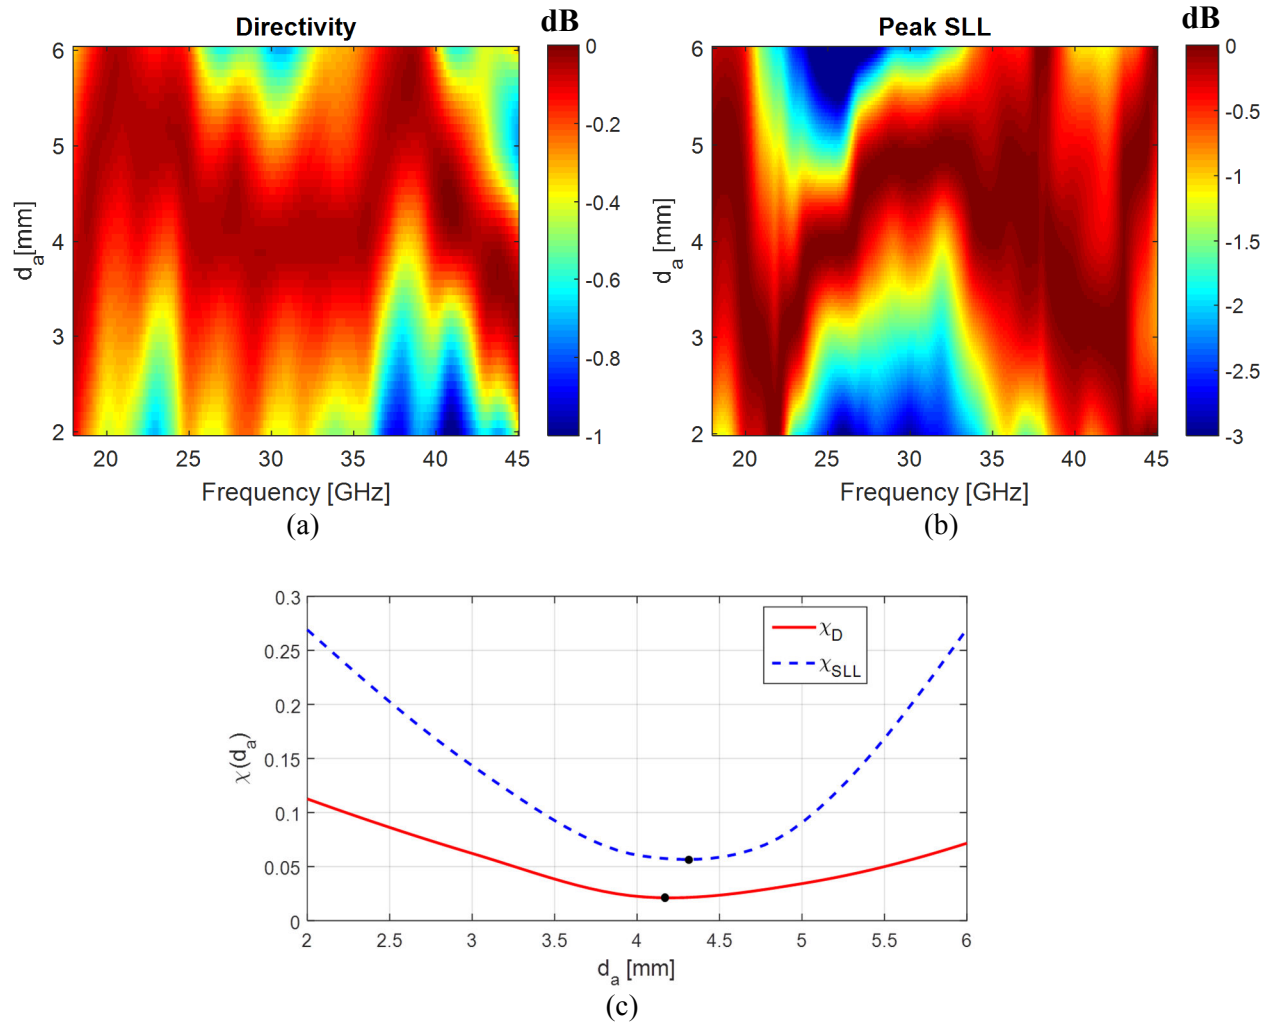 Directivity
dB
6
5
4
3
2
d_a[mm]
20 25 30 35 40 45
Frequency [GHz]
0
-0.2
-0.4
-0.6
-0.8
-1
(a)
Peak SLL
dB
6
5
4
3
2
d_a [mm]
20 25 30 35 40 45
Frequency [GHz]
0
-0.5
-1
-1.5
-2
-2.5
-3
(b)
0.3
0.25
0.2
0.15
0.1
0.05
0
χ(d_a)
χ_D
χ_SLL
2 2.5 3 3.5 4 4.5 5 5.5 6
d_a [mm]
(c)